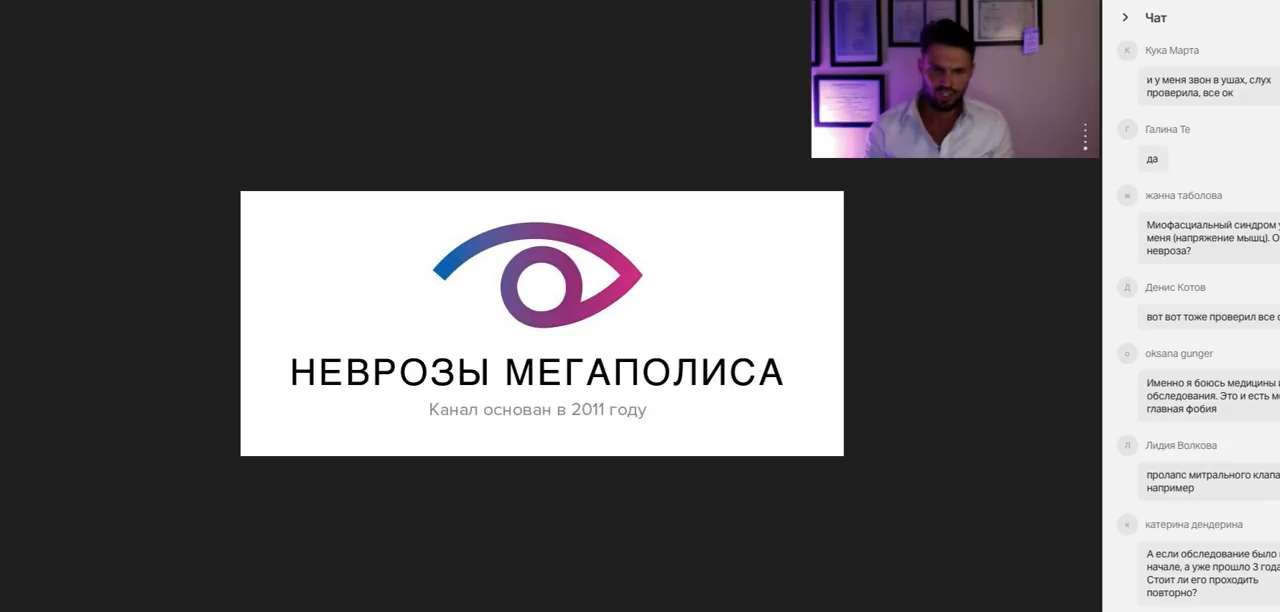 Чат
К
Кука Марта
и у меня звон в ушах, слух
проверила, все ок
Г
Галина Те
да
ж
жанна таболова
Миофасциальный синдром
меня (напряжение мышц).
невроза?
Д
Денис Котов
вот вот тоже проверил все
o
oksana gunger
Именно я боюсь медицины
обследования. Это и есть
главная фобия
Л
Лидия Волкова
пролапс митрального
например
к
катерина дендерина
А если обследование было
начале, а уже прошло 3
Стоит ли его проходить
повторно?
НЕВРОЗЫ МЕГАПОЛИСА
Канал основан в 2011 году